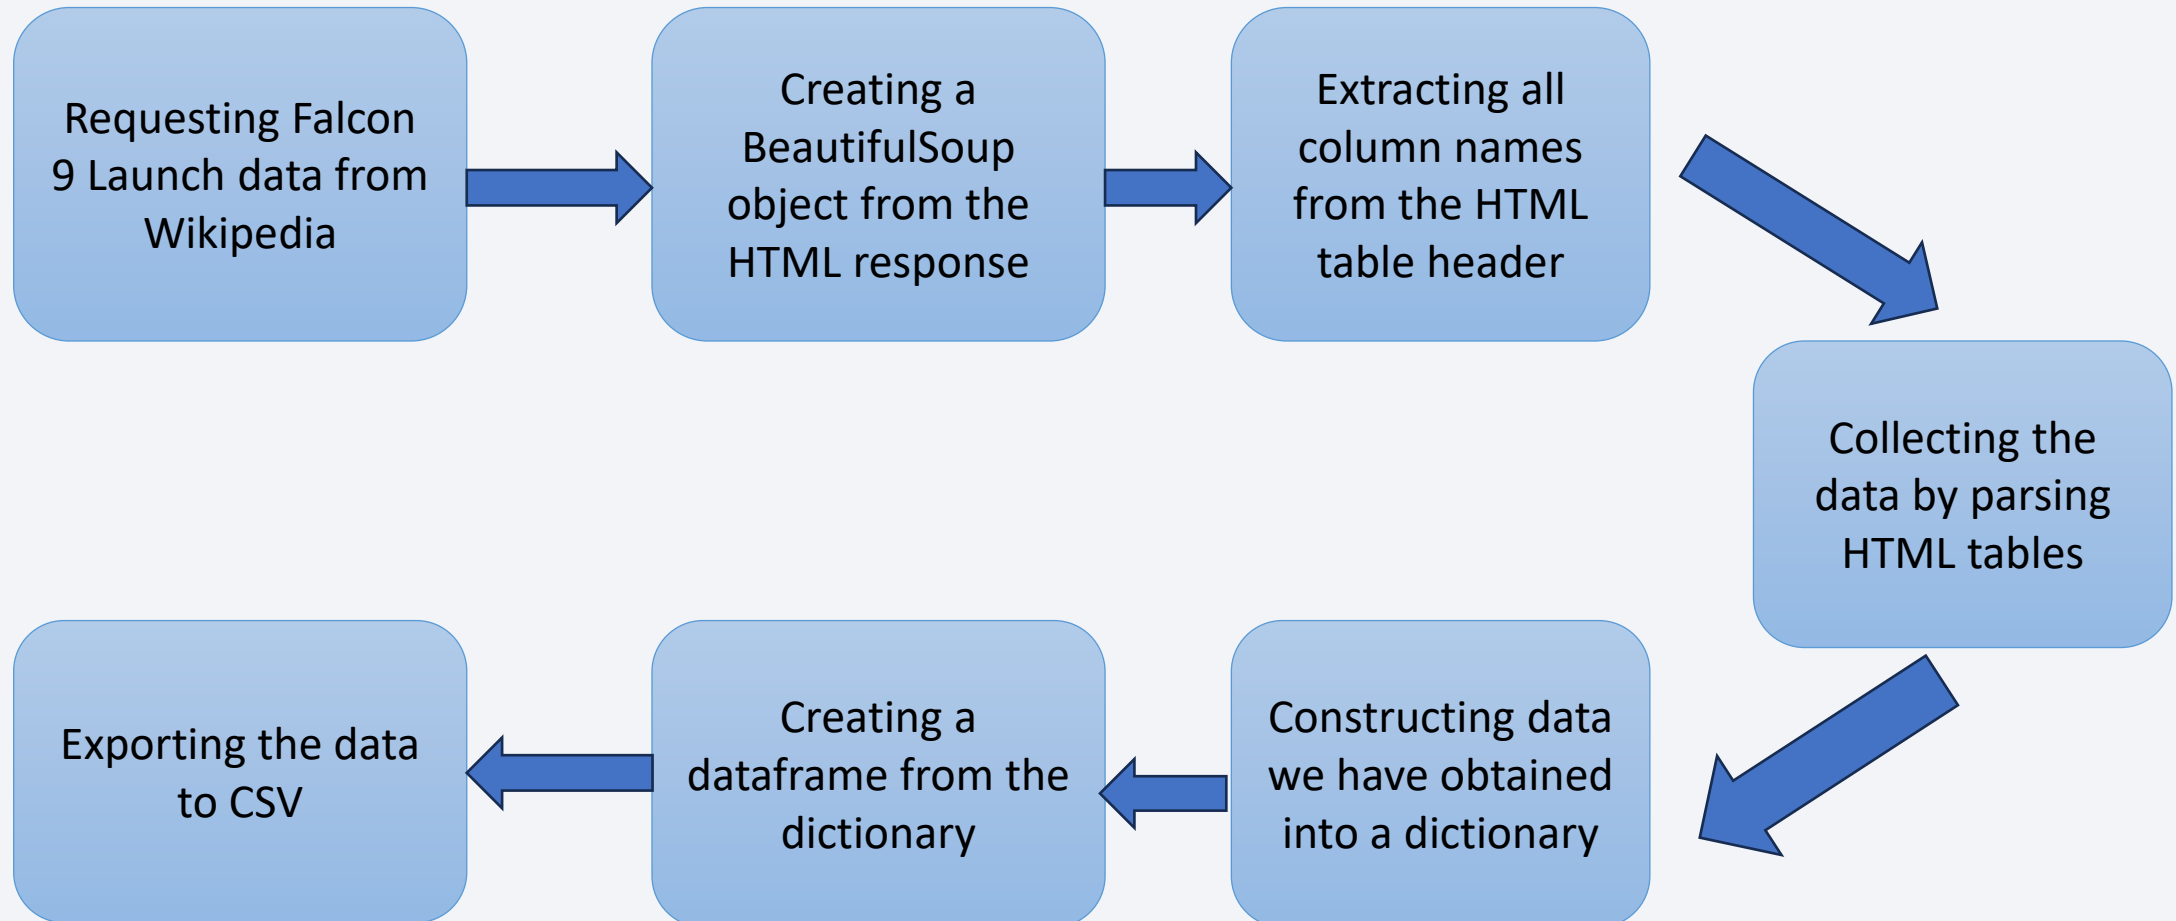 Requesting Falcon
9 Launch data from
Wikipedia
Creating a
BeautifulSoup
object from the
HTML response
Extracting all
column names
from the HTML
table header
Collecting the
data by parsing
HTML tables
Constructing data
we have obtained
into a dictionary
Creating a
dataframe from the
dictionary
Exporting the data
to CSV